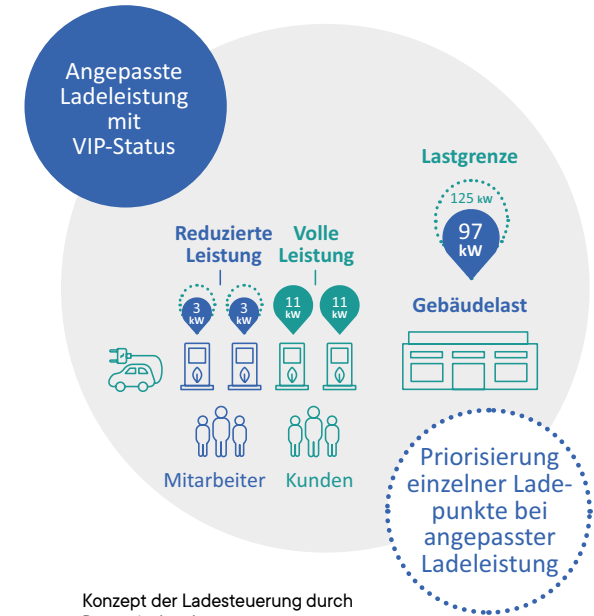 Angepasste
Ladeleistung
mit
VIP-Status
Lastgrenze
125 kW
97
kW
Reduzierte
Leistung
Volle
Leistung
3
kW
3
kW
11
kW
11
kW
Gebäudelast
Mitarbeiter
Kunden
Priorisierung
einzelner Lade-
punkte bei
angepasster
Ladeleistung
Konzept der Ladesteuerung durch